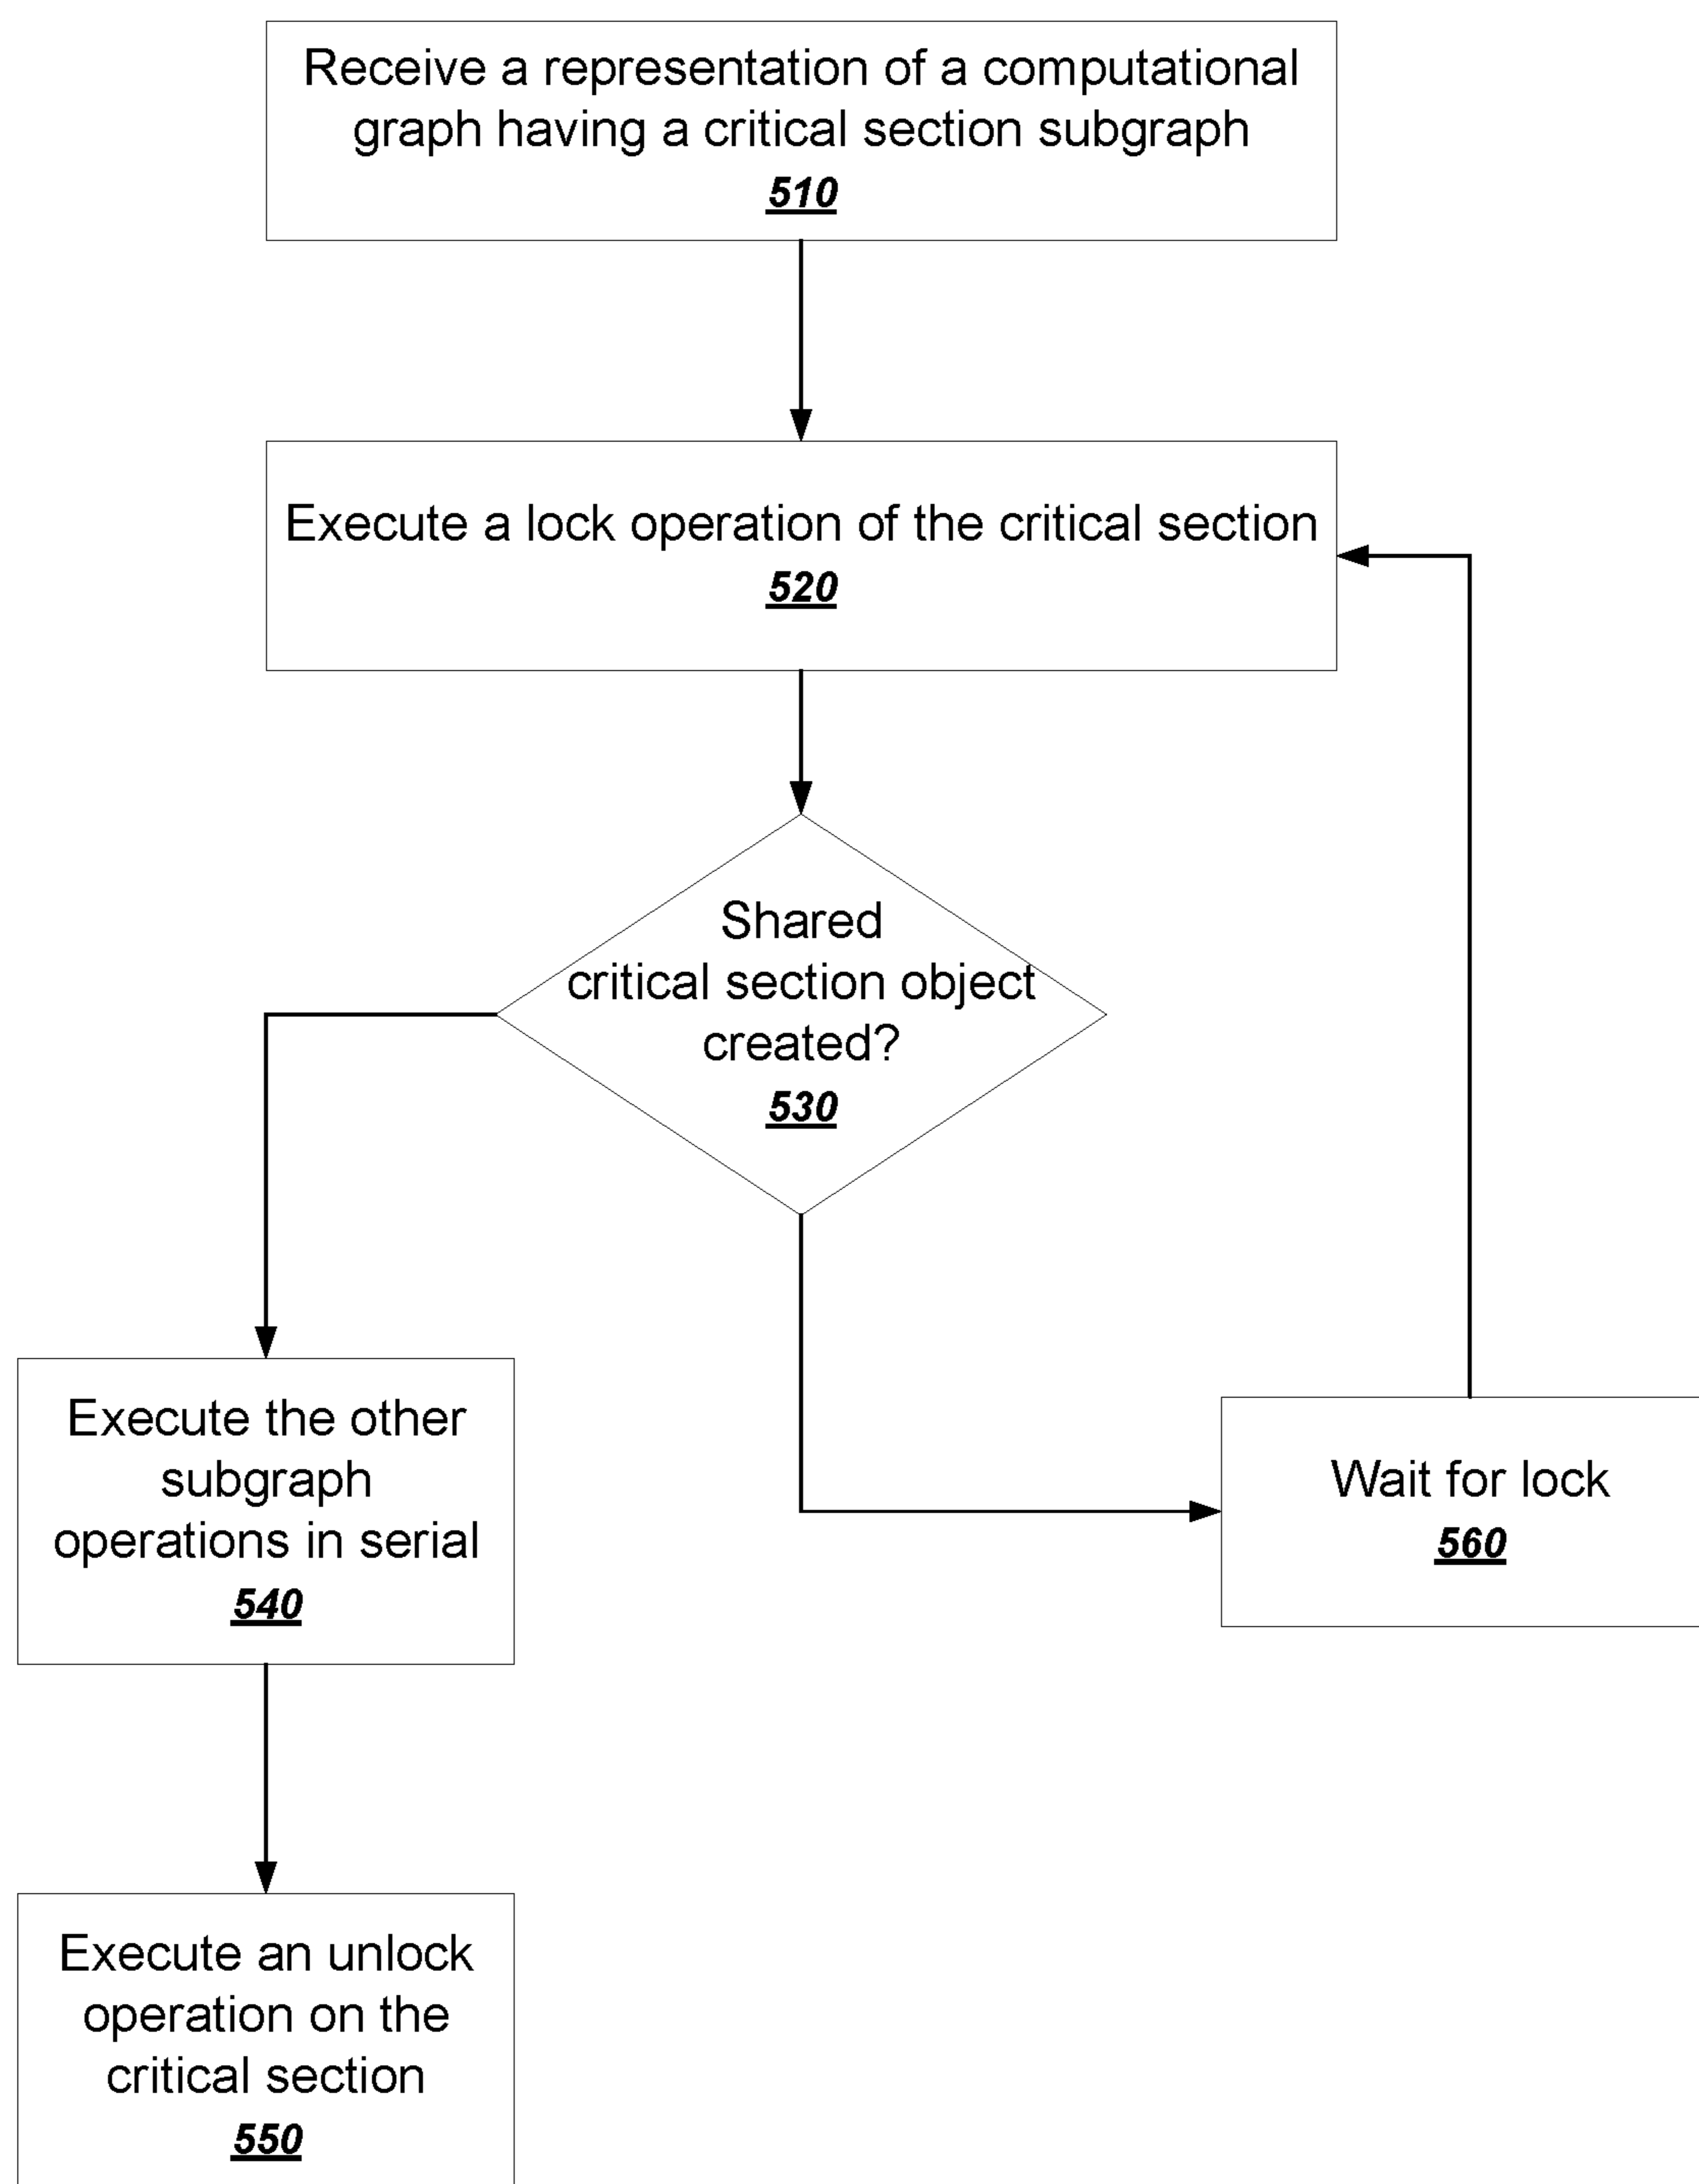 Receive a representation of a computational
graph having a critical section subgraph
510
Execute a lock operation of the critical section
520
Shared
critical section object
created?
530
Execute the other
subgraph
operations in serial
540
Wait for lock
560
Execute an unlock
operation on the
critical section
550